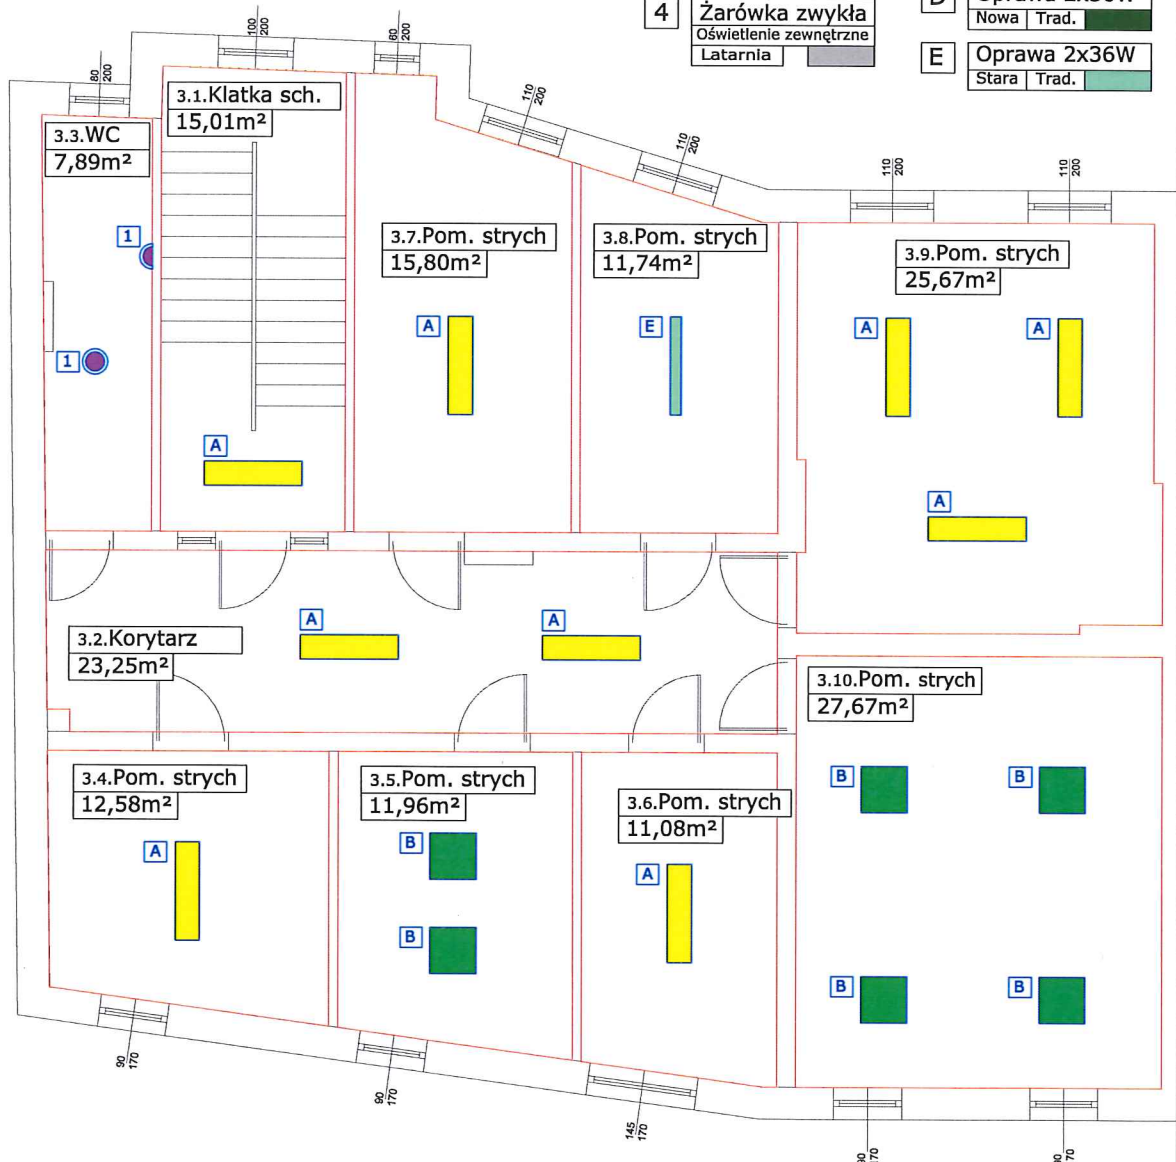 4
Żarówka zwykła
Oświetlenie zewnętrzne
Latarnia
Nowa Trad.
E
Oprawa 2x36W
Stara Trad.
100
200
60
200
80
200
110
200
110
200
110
200
110
200
3.1.Klatka sch.
15,01m²
3.3.WC
7,89m²
1
1
3.7.Pom. strych
15,80m²
A
3.8.Pom. strych
11,74m²
E
3.9.Pom. strych
25,67m²
A
A
A
A
3.2.Korytarz
23,25m²
A
A
3.10.Pom. strych
27,67m²
B
B
B
B
3.4.Pom. strych
12,58m²
A
3.5.Pom. strych
11,96m²
B
B
3.6.Pom. strych
11,08m²
A
90
170
90
170
145
170